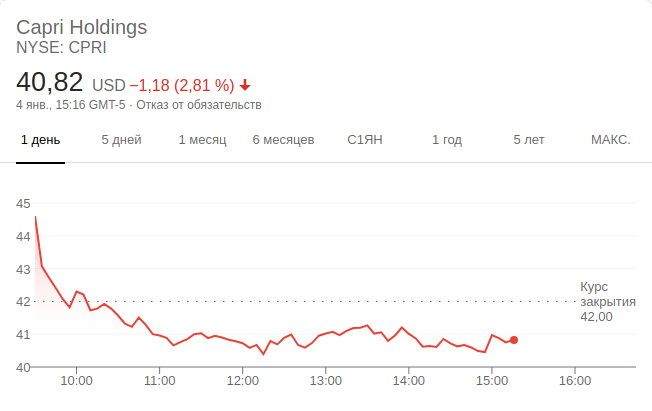 Capri Holdings
NYSE: CPRI
40,82 USD −1,18 (2,81 %)
4 янв., 15:16 GMT-5 · Отказ от обязательств
1 день 5 дней 1 месяц 6 месяцев С1ЯН 1 год 5 лет МАКС.
45
44
43
42
41
40
Курс
закрытия
42,00
10:00 11:00 12:00 13:00 14:00 15:00 16:00